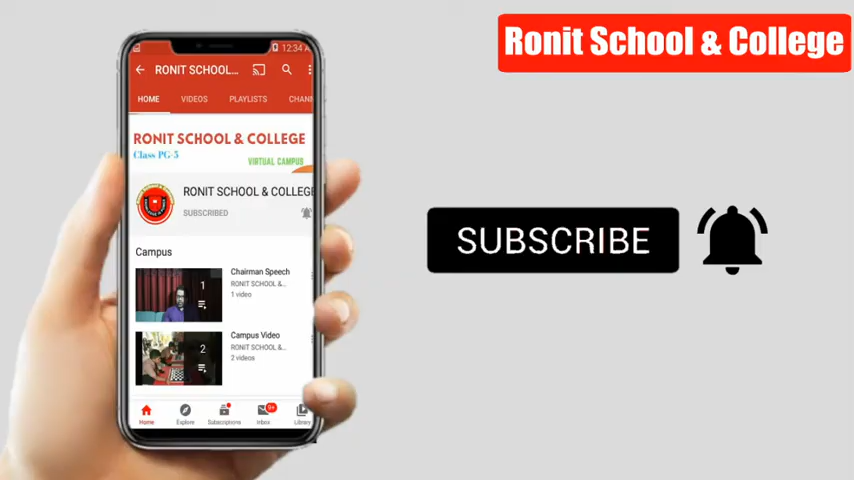 Ronit School & College
12:34
RONIT SCHOOL...
HOME VIDEOS PLAYLISTS CHANN
RONIT SCHOOL & COLLEGE
Class PG-5
VIRTUAL CAMPUS
RONIT SCHOOL & COLLEGE
SUBSCRIBED
SUBSCRIBE
Campus
1
Chairman Speech
RONIT SCHOOL &...
1 video
2
Campus Video
RONIT SCHOOL &...
2 videos
9+
Home Explore Subscriptions Inbox Library